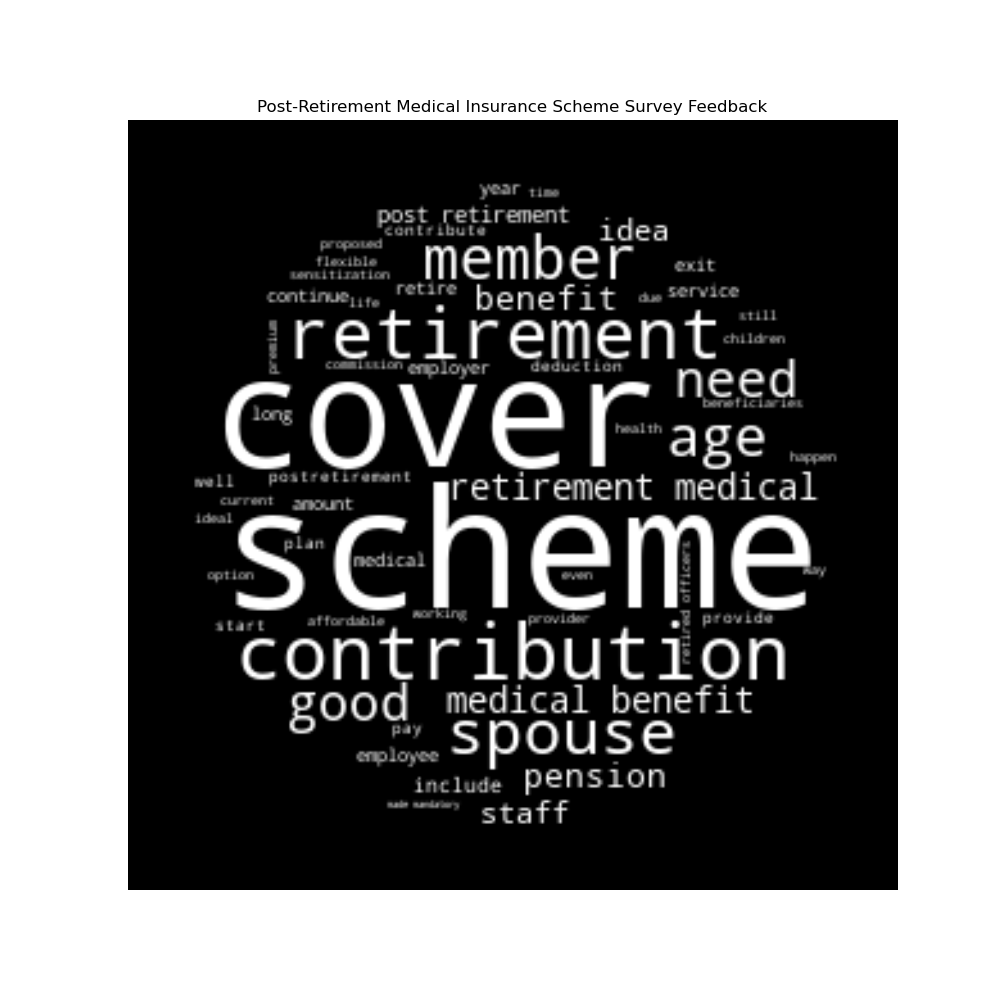 Post-Retirement Medical Insurance Scheme Survey Feedback
year
time
post retirement
contribute
idea
proposed
member
flexible
sensitization
exit
continue
life
retire
benefit
due
service
still
premium
retirement
children
commission
employer
deduction
need
cover
beneficiaries
long
health
age
happen
well
postretirement
retirement medical
current
amount
ideal
scheme
plan
medical
option
even
retired officers
way
start
affordable
working
provider
provide
contribution
good
medical benefit
pay
spouse
employee
include
pension
made mandatory
staff